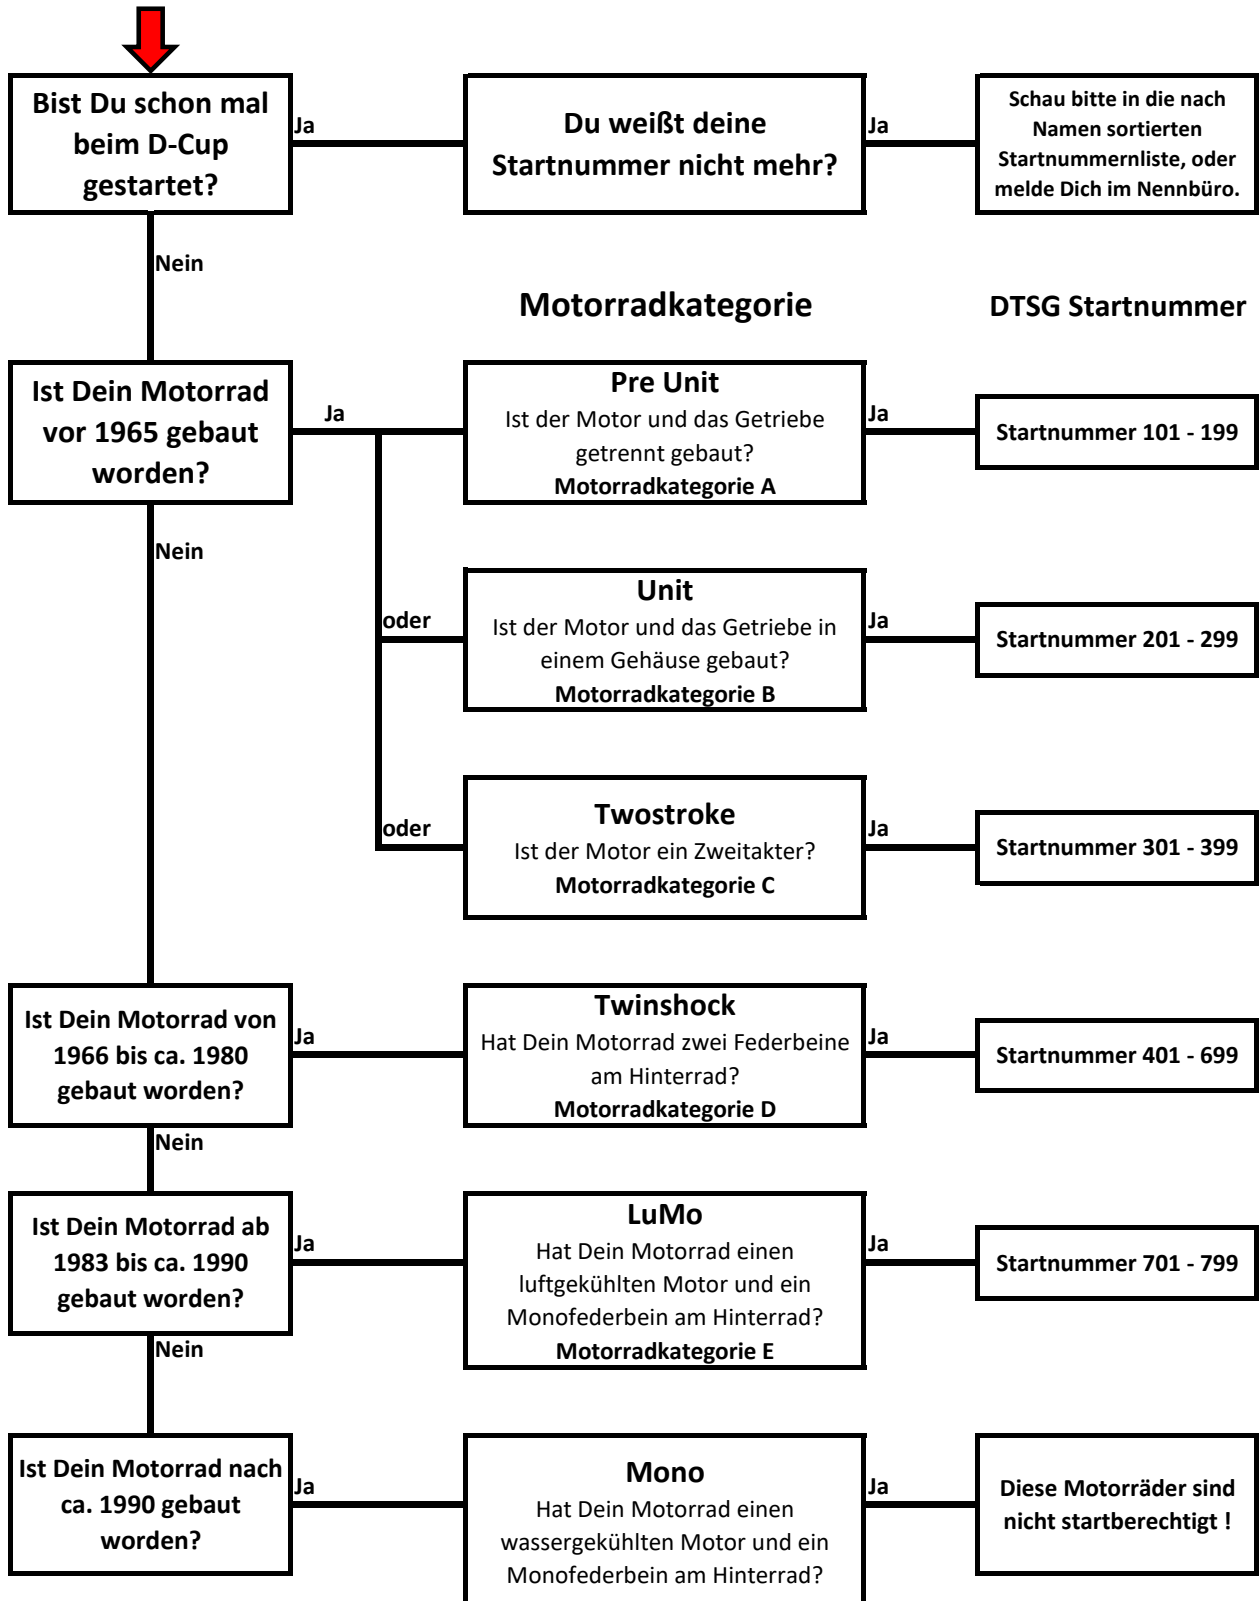 Bist Du schon mal
beim D-Cup
gestartet?
Ja
Du weißt deine
Startnummer nicht mehr?
Ja
Schau bitte in die nach
Namen sortierten
Startnummernliste, oder
melde Dich im Nennbüro.
Nein
Motorradkategorie
DTSG Startnummer
Ist Dein Motorrad
vor 1965 gebaut
worden?
Ja
Pre Unit
Ist der Motor und das Getriebe
getrennt gebaut?
Motorradkategorie A
Ja
Startnummer 101 - 199
Nein
oder
Unit
Ist der Motor und das Getriebe in
einem Gehäuse gebaut?
Motorradkategorie B
Ja
Startnummer 201 - 299
oder
Twostroke
Ist der Motor ein Zweitakter?
Motorradkategorie C
Ja
Startnummer 301 - 399
Ist Dein Motorrad von
1966 bis ca. 1980
gebaut worden?
Ja
Twinshock
Hat Dein Motorrad zwei Federbeine
am Hinterrad?
Motorradkategorie D
Ja
Startnummer 401 - 699
Nein
Ist Dein Motorrad ab
1983 bis ca. 1990
gebaut worden?
Ja
LuMo
Hat Dein Motorrad einen
luftgekühlten Motor und ein
Monofederbein am Hinterrad?
Motorradkategorie E
Ja
Startnummer 701 - 799
Nein
Ist Dein Motorrad nach
ca. 1990 gebaut
worden?
Ja
Mono
Hat Dein Motorrad einen
wassergekühlten Motor und ein
Monofederbein am Hinterrad?
Ja
Diese Motorräder sind
nicht startberechtigt !